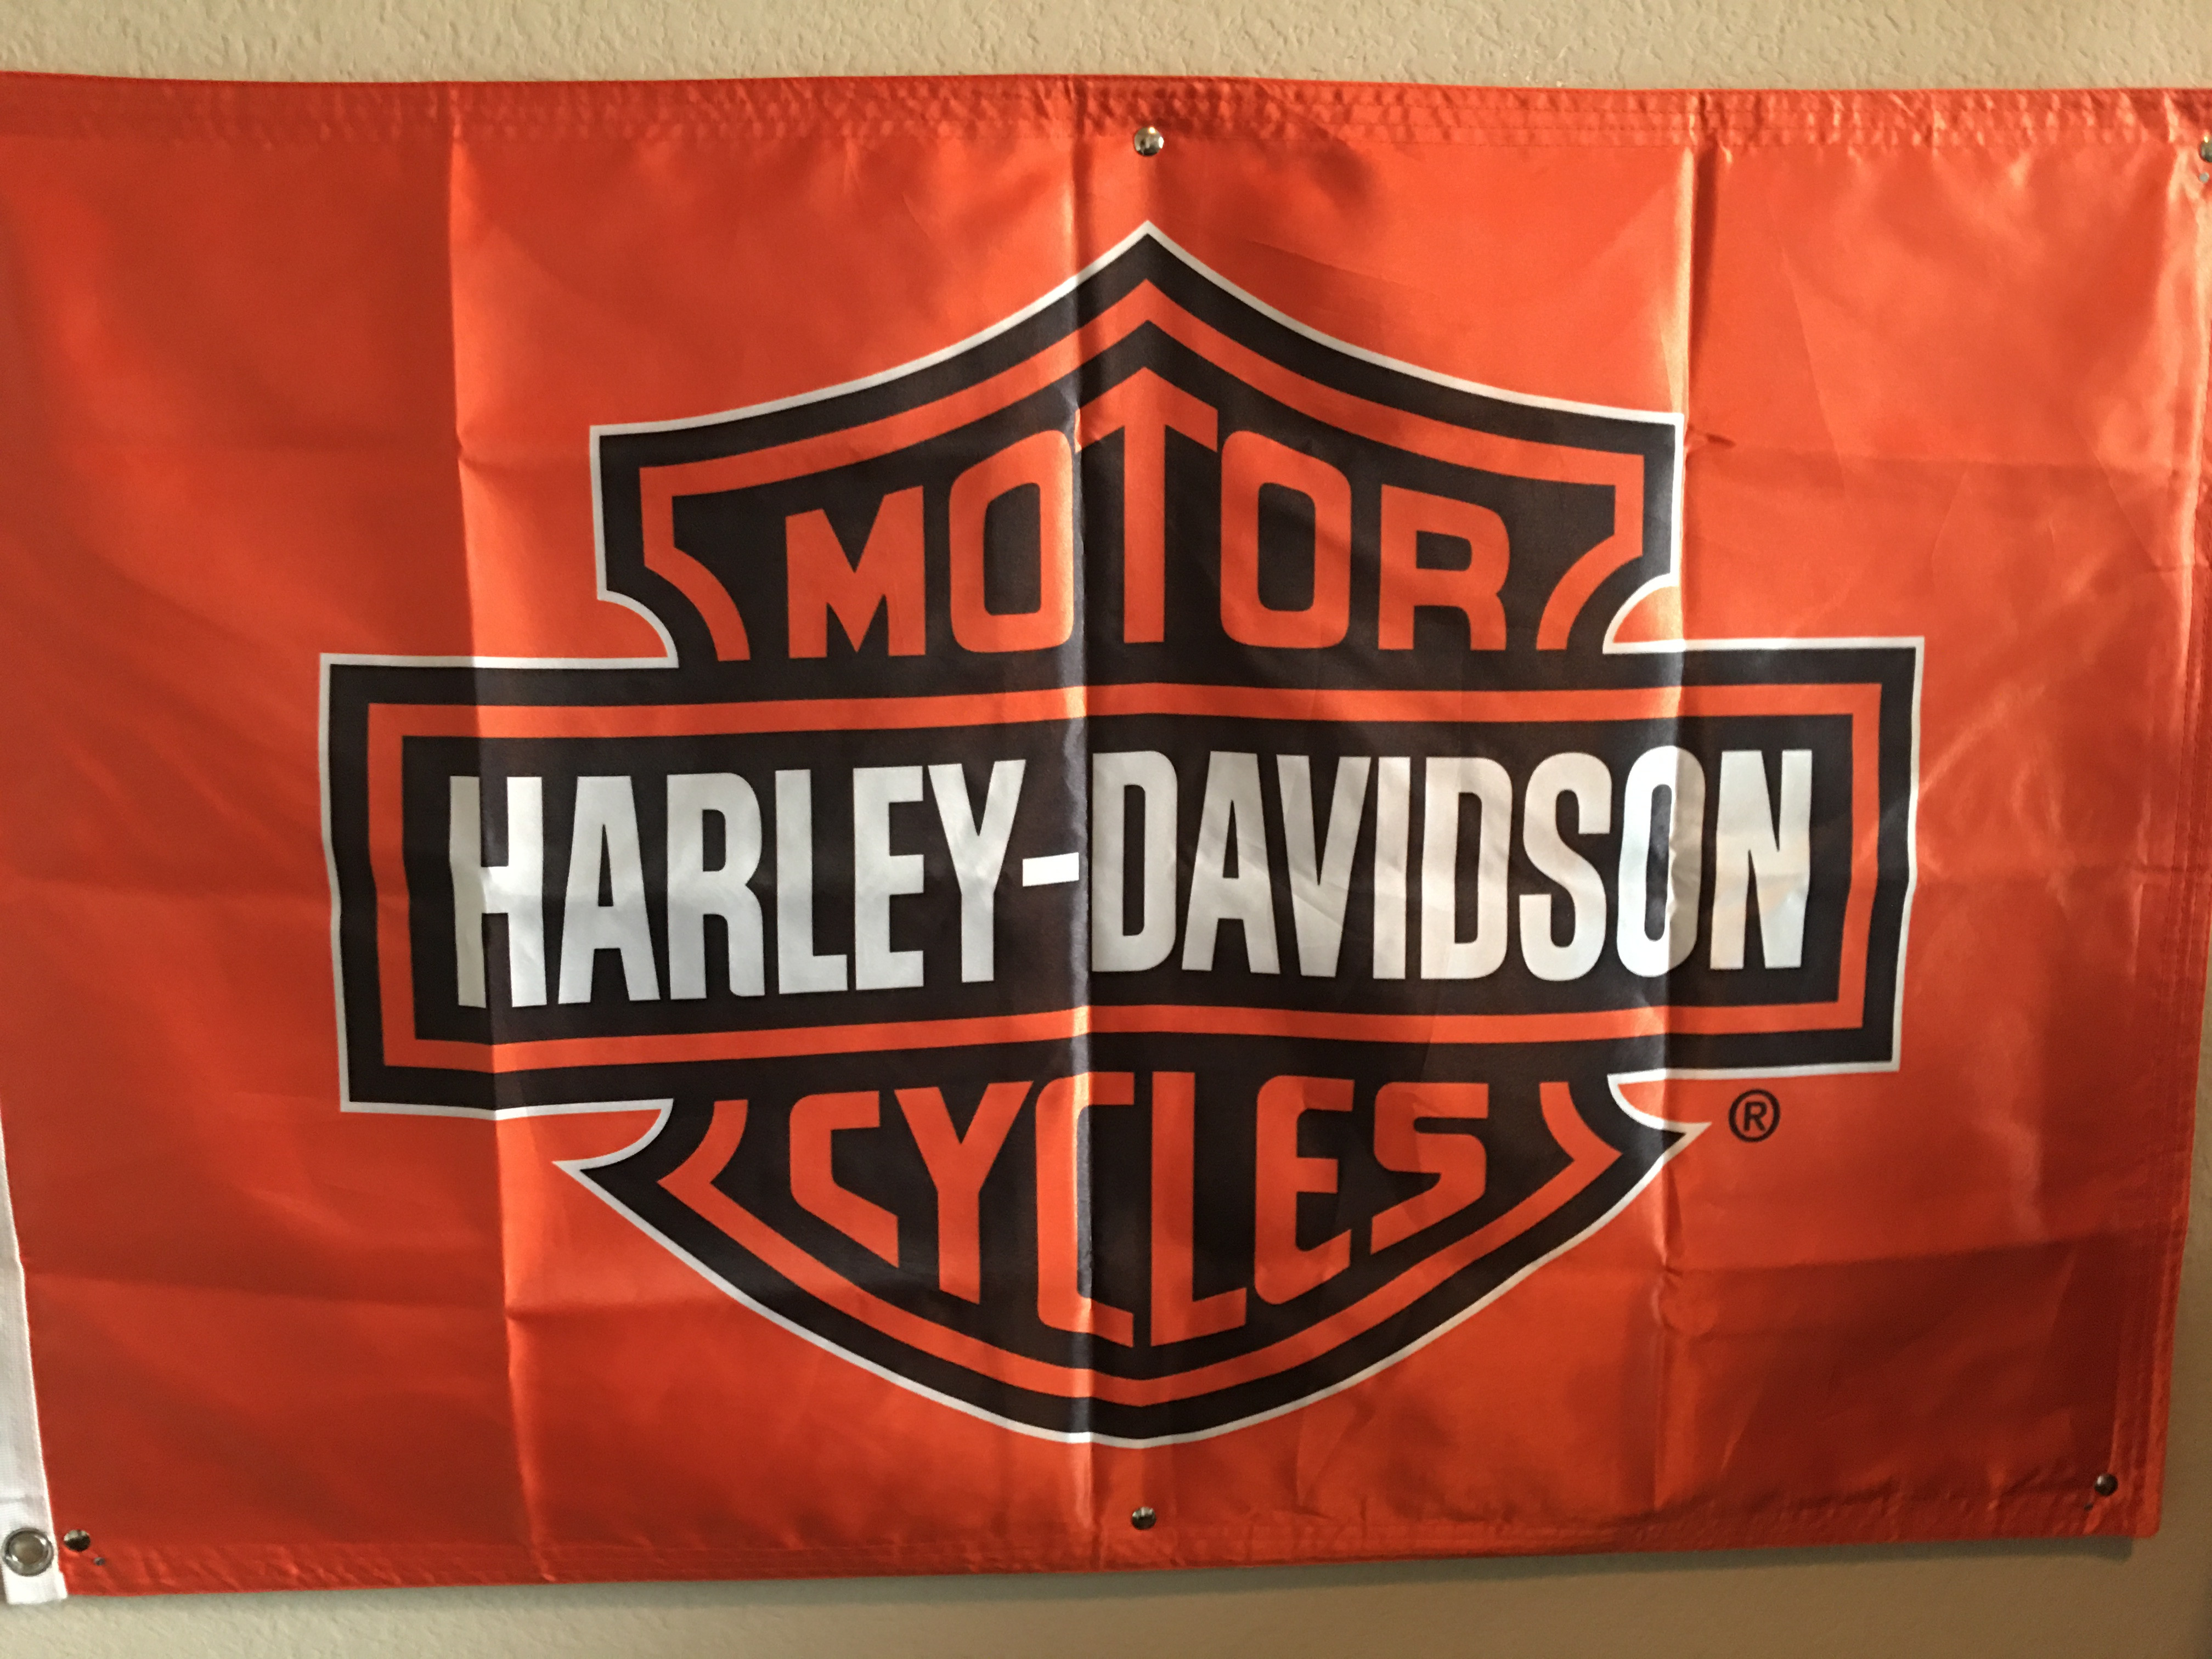 MOTOR
HARLEY-DAVIDSON
CYCLES
®